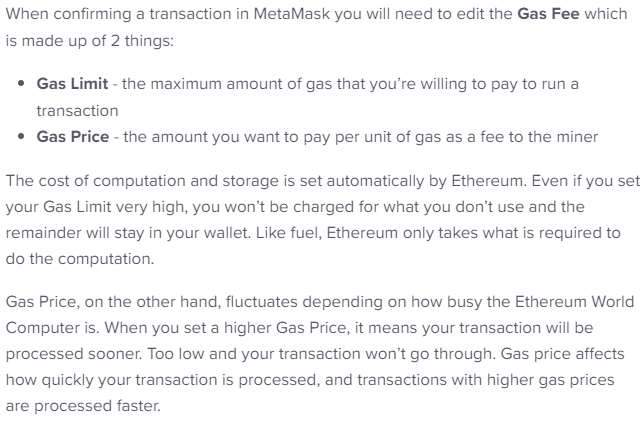 When confirming a transaction in MetaMask you will need to edit the Gas Fee which
is made up of 2 things:
• Gas Limit - the maximum amount of gas that you're willing to pay to run a
transaction
• Gas Price - the amount you want to pay per unit of gas as a fee to the miner
The cost of computation and storage is set automatically by Ethereum. Even if you set
your Gas Limit very high, you won't be charged for what you don't use and the
remainder will stay in your wallet. Like fuel, Ethereum only takes what is required to
do the computation.
Gas Price, on the other hand, fluctuates depending on how busy the Ethereum World
Computer is. When you set a higher Gas Price, it means your transaction will be
processed sooner. Too low and your transaction won't go through. Gas price affects
how quickly your transaction is processed, and transactions with higher gas prices
are processed faster.